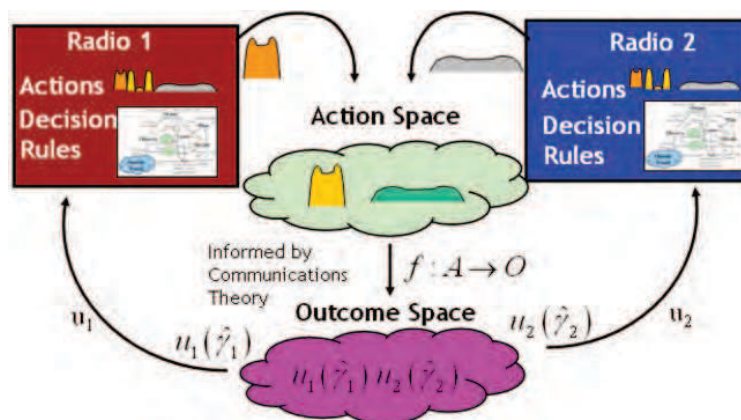 Radio 1
Actions
Decision
Rules
Radio 2
Actions
Decision
Rules
Action Space
Informed by
Communications
Theory
f : A → O
Outcome Space
u₁
u₁(γ̂₁)
u₁(γ̂₁) u₂(γ̂₂)
u₂(γ̂₂)
u₂